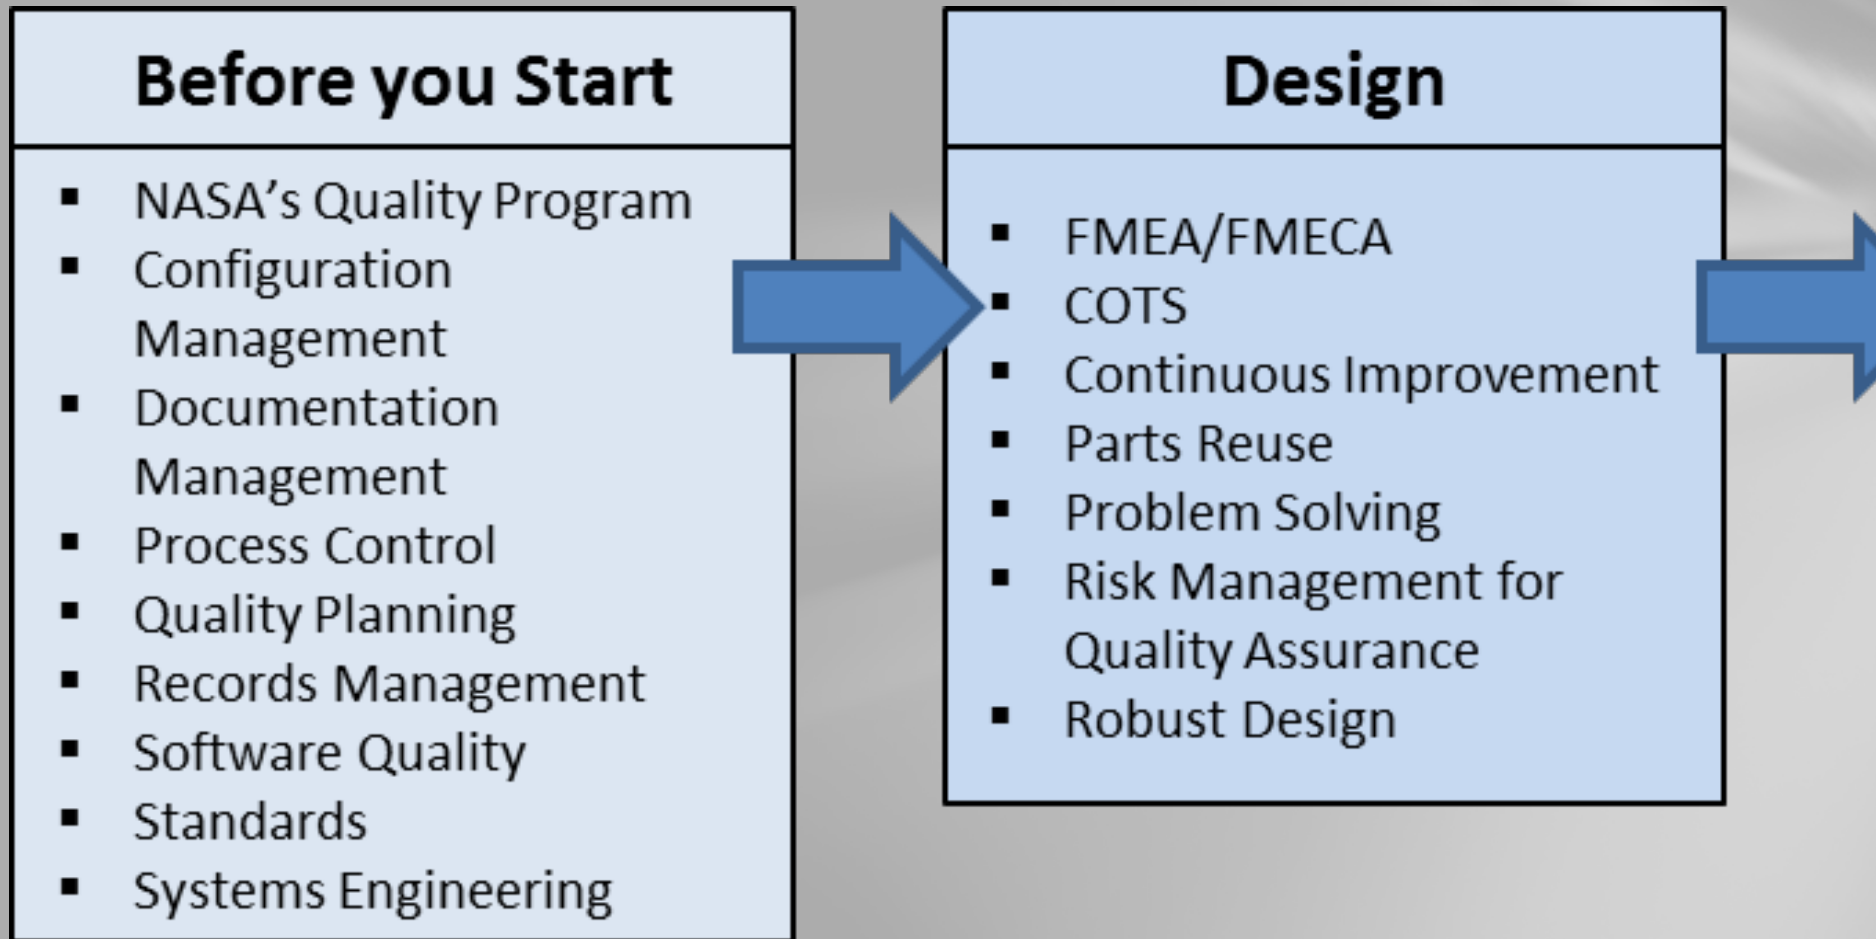 Before you Start
NASA’s Quality Program
Configuration
Management
Documentation
Management
Process Control
Quality Planning
Records Management
Software Quality
Standards
Systems Engineering
Design
FMEA/FMECA
COTS
Continuous Improvement
Parts Reuse
Problem Solving
Risk Management for
Quality Assurance
Robust Design